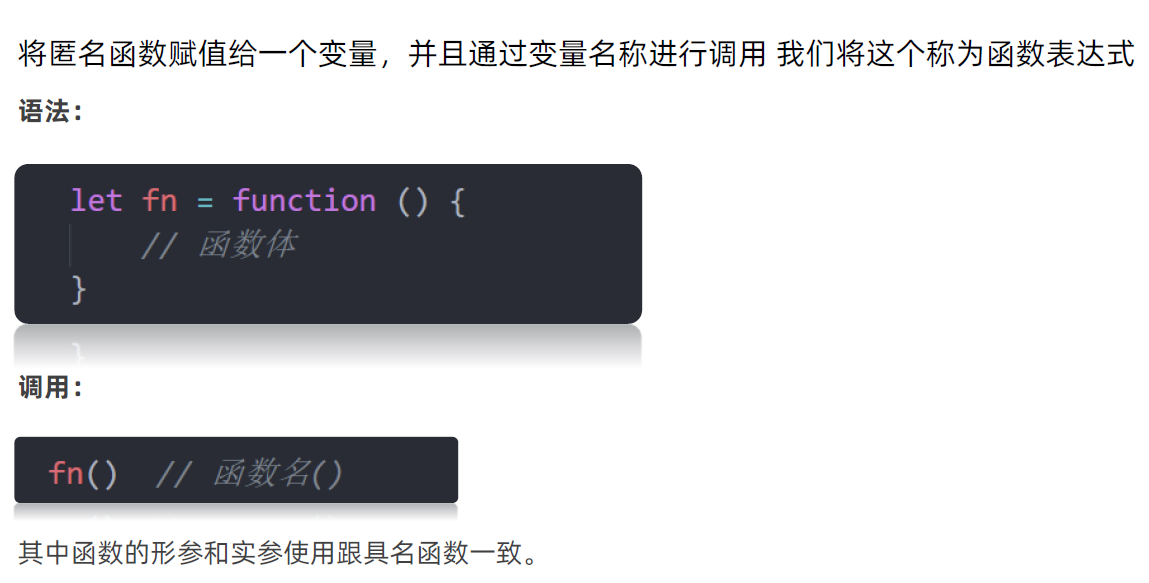 将匿名函数赋值给一个变量，并且通过变量名称进行调用 我们将这个称为函数表达式
语法：
let fn = function () {
// 函数体
}
调用：
fn() // 函数名()
其中函数的形参和实参使用跟具名函数一致。